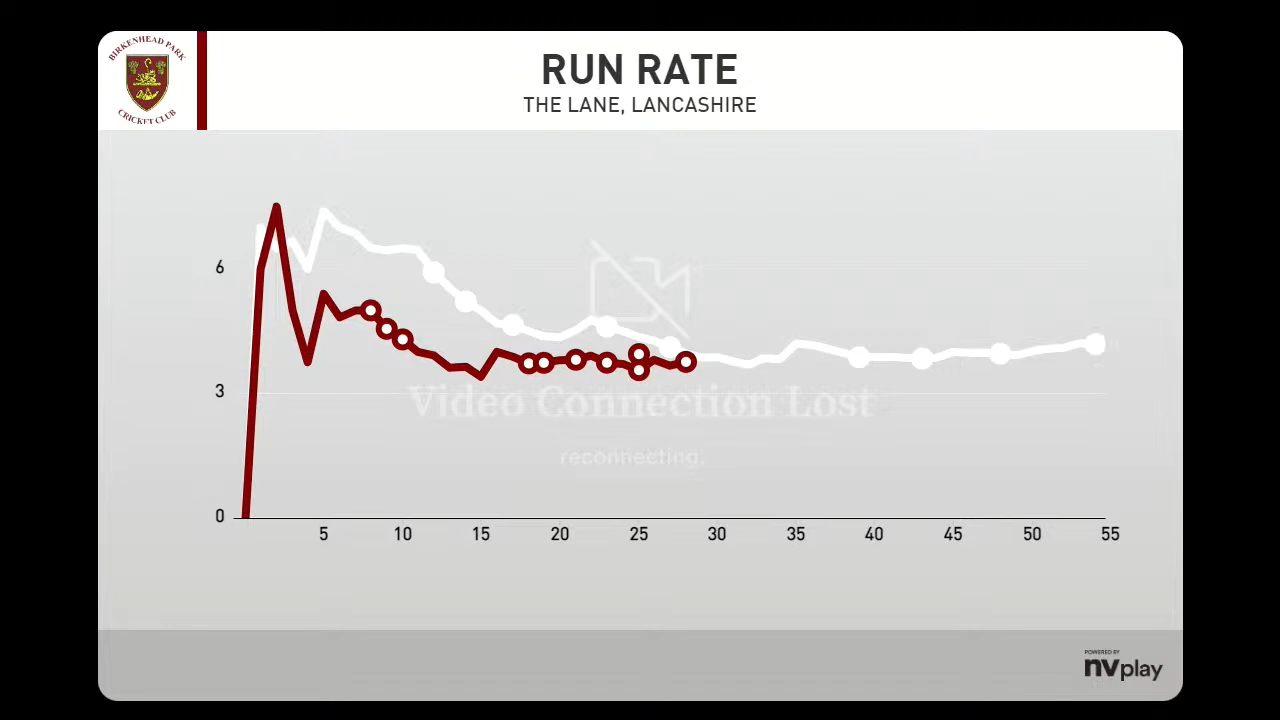 BIRKENHEAD PARK
CRICKET CLUB
RUN RATE
THE LANE, LANCASHIRE
6
3
0
Video Connection Lost
reconnecting.
5 10 15 20 25 30 35 40 45 50 55
POWERED BY
nvplay